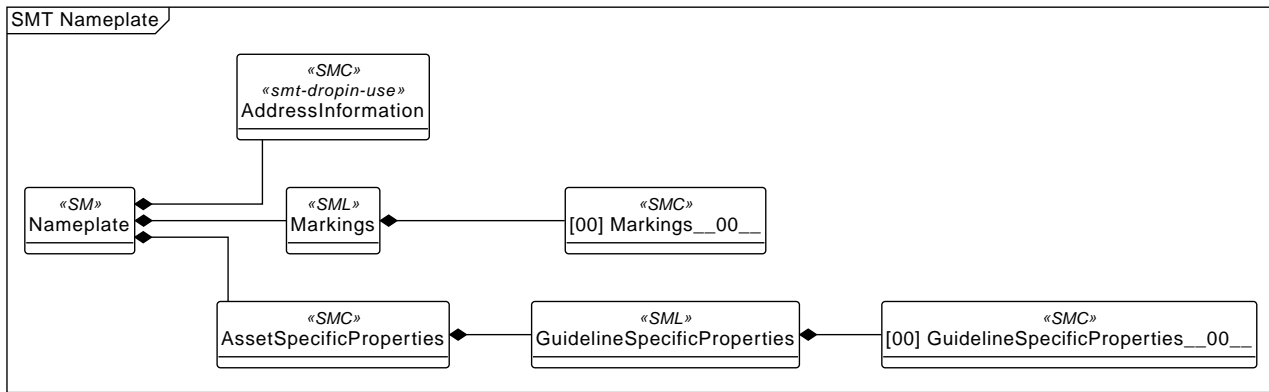 SMT Nameplate
«SMC»
«smt-dropin-use»
AddressInformation
«SM»
Nameplate
«SML»
Markings
«SMC»
[00] Markings__00__
«SMC»
AssetSpecificProperties
«SML»
GuidelineSpecificProperties
«SMC»
[00] GuidelineSpecificProperties__00__